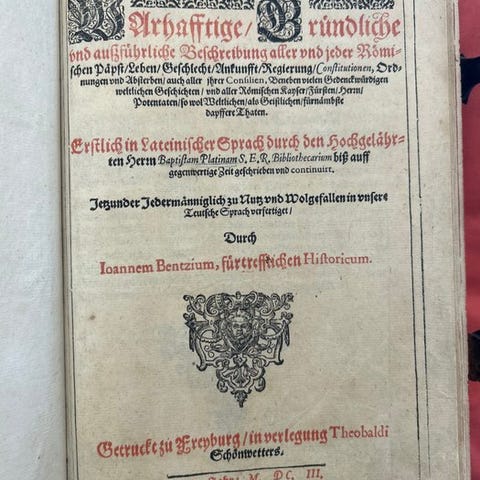 WArhafftige/ Gründliche
vnd außführliche Beschreibung aller vnd jeder Römi-
schen Päpst/Leben/Geschlecht/Ankunfft/Regierung/Constitutionen, Ord-
nungen vnd Absterben/auch aller jhrer Consilien, Beneben vielen Gedenckwürdigen
weltlichen Geschichten/vnd aller Römischen Kayser/Fürsten/Herrn/
Potentaten/so wol Weltlichen/als Geistlichen/fürnämbste
dapffere Thaten.
Erstlich in Lateinischer Sprach durch den Hochgelähr-
ten Herrn Baptistam Platinam S. E. R. Bibliothecarium biß auff
gegenwertige Zeit geschrieben vnd continuirt.
Jetzunder Jedermänniglich zu Nutz vnd Wolgefallen in vnsere
Teutsche Sprach verfertiget/
Durch
Ioannem Bentzium, fürtrefflichen Historicum.
Getruckt zu Freyburg/in verlegung Theobaldi
Schönwetters.
M. DC. III.